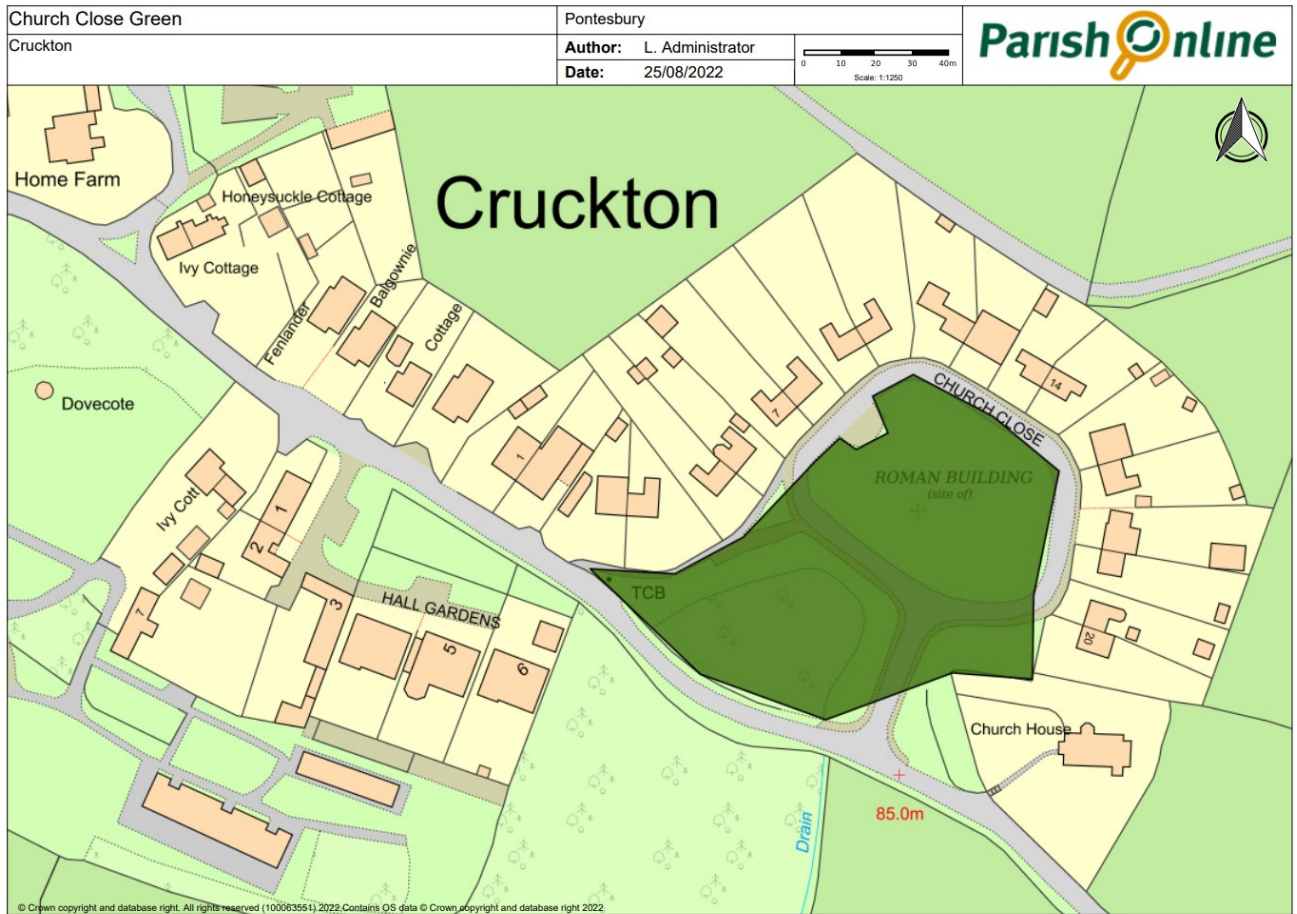 Church Close Green
Cruckton
Pontesbury
Author: L. Administrator
Date: 25/08/2022
0 10 20 30 40m
Scale: 1:1250
Parish Online
Home Farm
Honeysuckle Cottage
Cruckton
Ivy Cottage
Balgownie
Fenlander
Cottage
Dovecote
CHURCH CLOSE
14
7
1
ROMAN BUILDING
(site of)
Ivy Cott
1
2
TCB
HALL GARDENS
7
3
5
6
20
Church House
85.0m
Drain
© Crown copyright and database right. All rights reserved (100063551) 2022 Contains OS data © Crown copyright and database right 2022